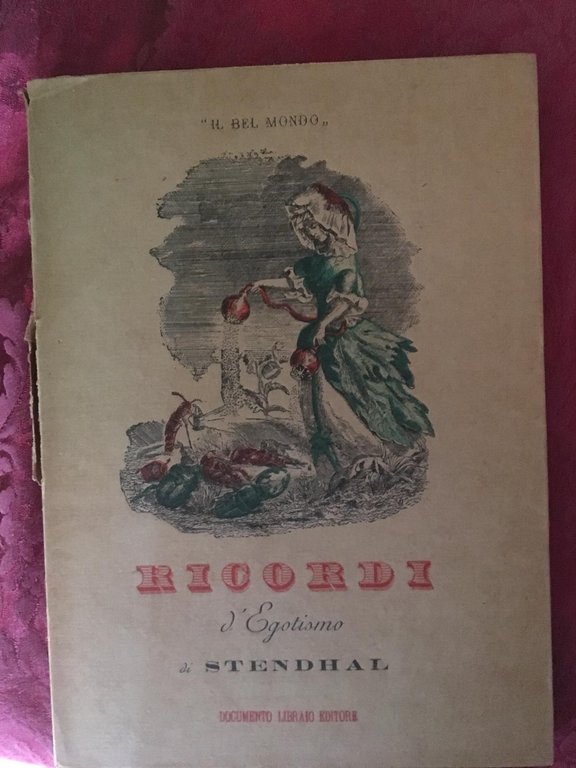 "IL BEL MONDO„
RICORDI
d'Egotismo
di STENDHAL
DOCUMENTO LIBRAIO EDITORE